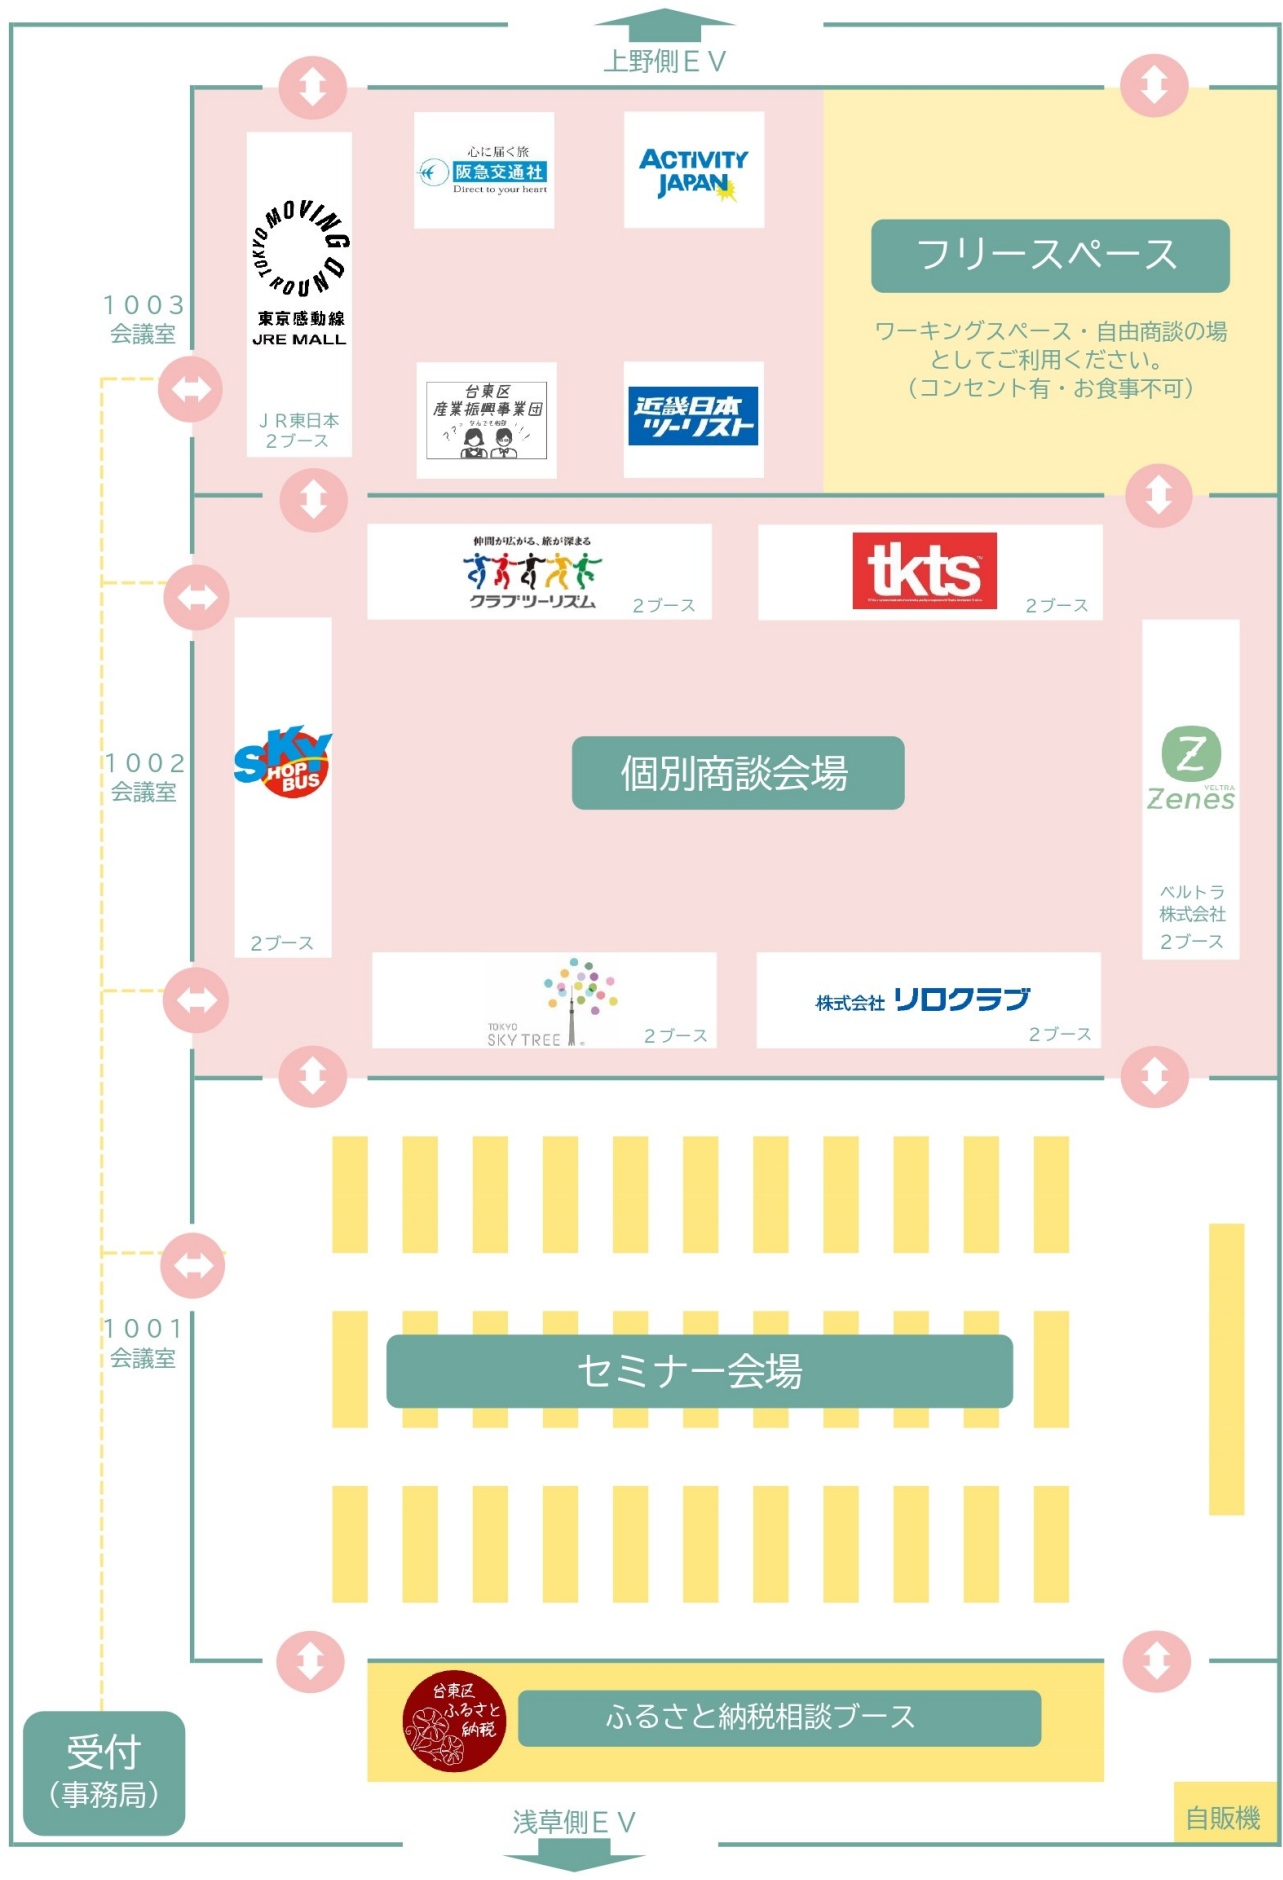 上野側ＥＶ
MOVING
TOKYO ROUND
東京感動線
JRE MALL
ＪＲ東日本
２ブース
心に届く旅
阪急交通社
Direct to your heart
ACTIVITY
JAPAN
フリースペース
ワーキングスペース・自由商談の場
としてご利用ください。
（コンセント有・お食事不可）
１００３
会議室
台東区
産業振興事業団
???
なんでも相談
!!
近畿日本
ツーリスト
仲間が広がる、旅が深まる
クラブツーリズム
２ブース
tkts
２ブース
SKY
HOP
BUS
２ブース
１００２
会議室
個別商談会場
Z
VELTRA
Zenes
ベルトラ
株式会社
２ブース
TOKYO
SKY TREE
２ブース
株式会社 リロクラブ
２ブース
１００１
会議室
セミナー会場
台東区
ふるさと
納税
ふるさと納税相談ブース
受付
（事務局）
浅草側ＥＶ
自販機